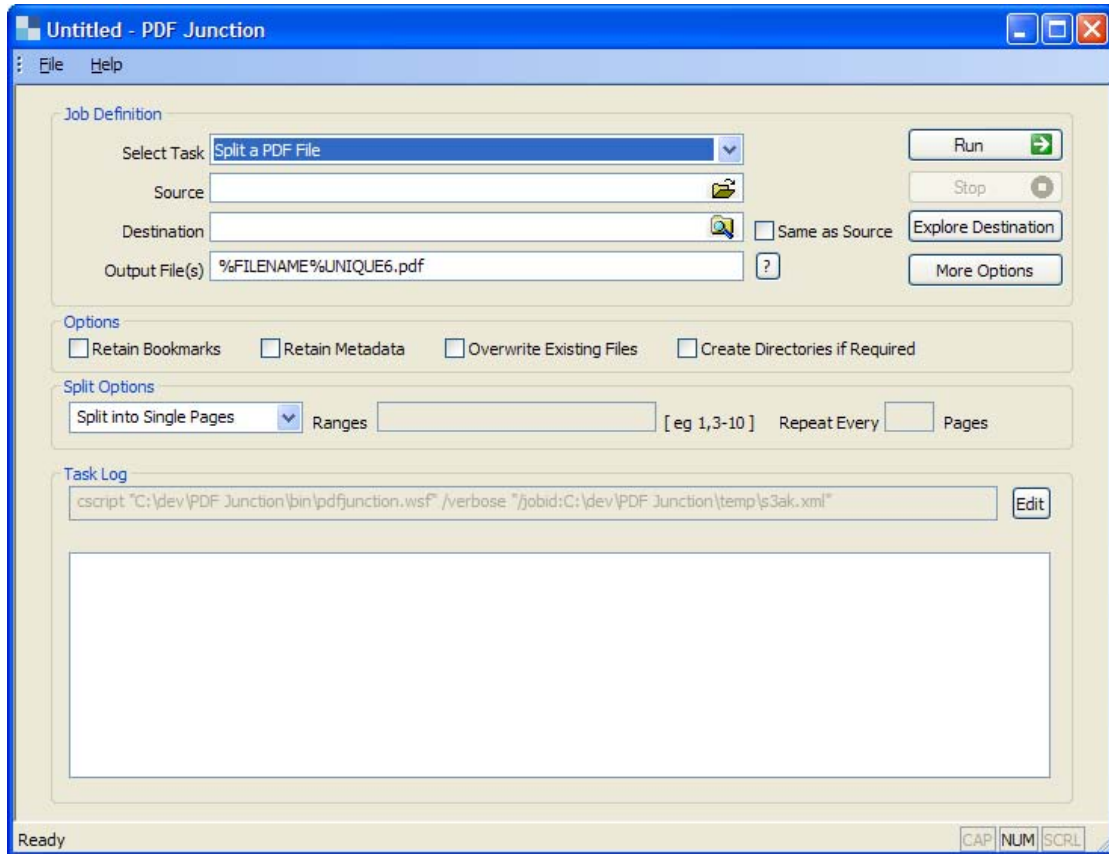 Untitled - PDF Junction
File Help
Job Definition
Select Task Split a PDF File Run
Source Stop
Destination Same as Source Explore Destination
Output File(s) %FILENAME%UNIQUE6.pdf ? More Options
Options
Retain Bookmarks Retain Metadata Overwrite Existing Files Create Directories if Required
Split Options
Split into Single Pages Ranges [ eg 1,3-10 ] Repeat Every Pages
Task Log
cscript "C:\dev\PDF Junction\bin\pdfjunction.wsf" /verbose "/jobid:C:\dev\PDF Junction\temp\s3ak.xml" Edit
Ready CAP NUM SCRL